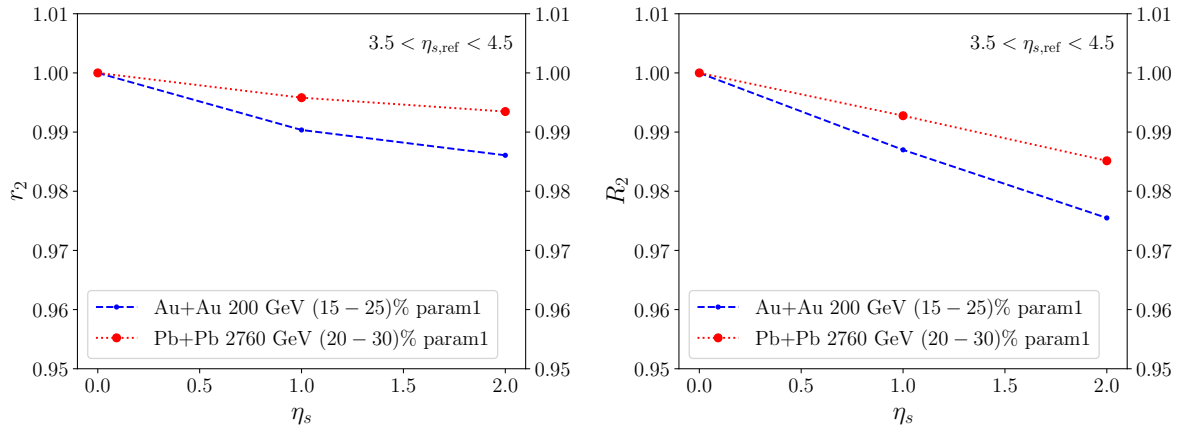 1.01
1.00
0.99
0.98
0.97
0.96
0.95
r₂
1.01
1.00
0.99
0.98
0.97
0.96
0.95
3.5 < η_{s,ref} < 4.5
Au+Au 200 GeV (15 − 25)% param1
Pb+Pb 2760 GeV (20 − 30)% param1
0.0 0.5 1.0 1.5 2.0
η_s
1.01
1.00
0.99
0.98
0.97
0.96
0.95
R₂
1.01
1.00
0.99
0.98
0.97
0.96
0.95
3.5 < η_{s,ref} < 4.5
Au+Au 200 GeV (15 − 25)% param1
Pb+Pb 2760 GeV (20 − 30)% param1
0.0 0.5 1.0 1.5 2.0
η_s